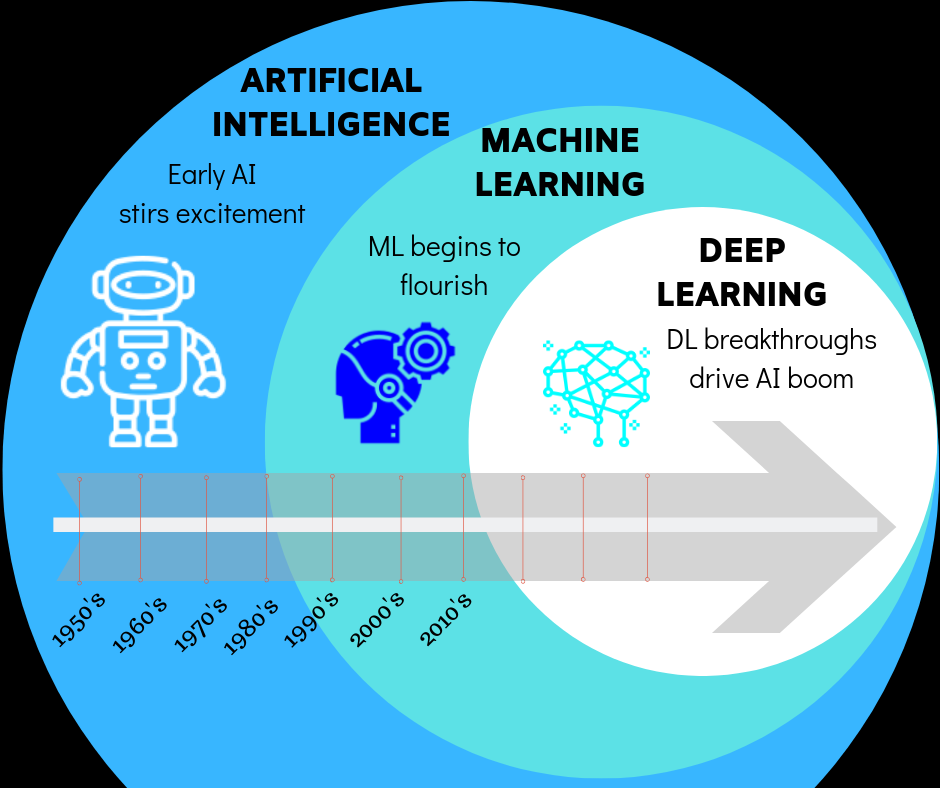 ARTIFICIAL
INTELLIGENCE
Early AI
stirs excitement
MACHINE
LEARNING
ML begins to
flourish
DEEP
LEARNING
DL breakthroughs
drive AI boom
1950's
1960's
1970's
1980's
1990's
2000's
2010's